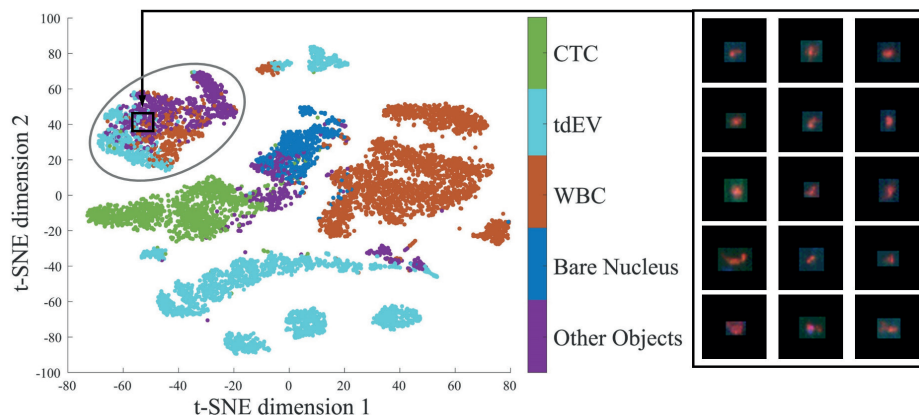 100
80
60
40
20
0
-20
-40
-60
-80
-100
-80
-60
-40
-20
0
20
40
60
80
t-SNE dimension 2
t-SNE dimension 1
CTC
tdEV
WBC
Bare Nucleus
Other Objects